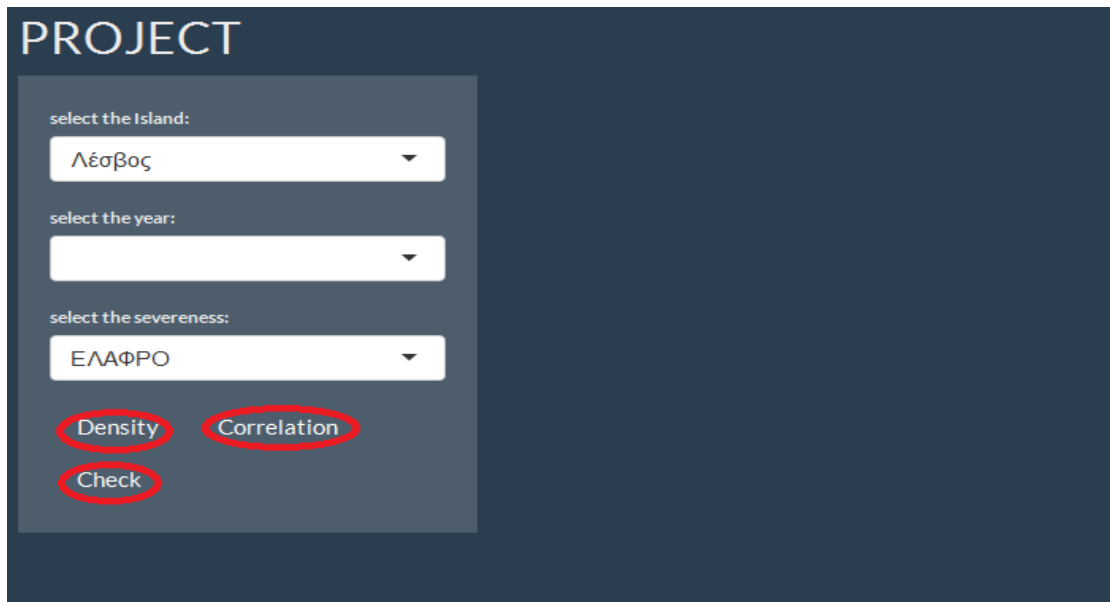 PROJECT
select the Island:
Λέσβος
select the year:
select the severeness:
ΕΛΑΦΡΟ
Density Correlation
Check